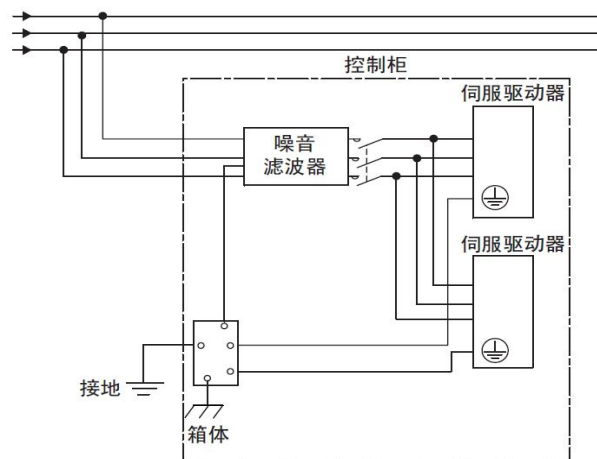 控制柜
伺服驱动器
噪音
滤波器
伺服驱动器
接地
箱体